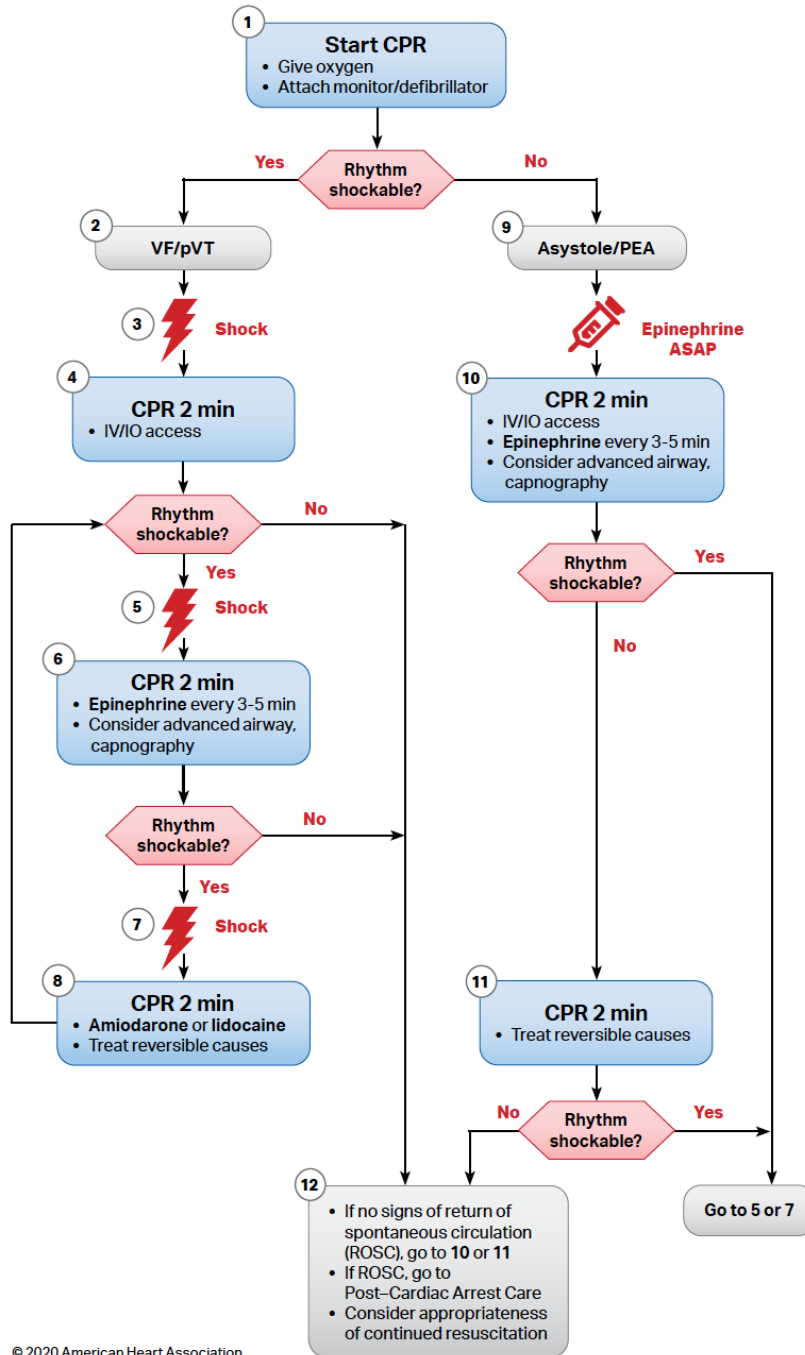 1
Start CPR
• Give oxygen
• Attach monitor/defibrillator
Yes
Rhythm
shockable?
No
2
VF/pVT
9
Asystole/PEA
3
Shock
Epinephrine
ASAP
4
CPR 2 min
• IV/IO access
10
CPR 2 min
• IV/IO access
• Epinephrine every 3-5 min
• Consider advanced airway,
capnography
Rhythm
shockable?
No
Yes
Rhythm
shockable?
Yes
No
5
Shock
6
CPR 2 min
• Epinephrine every 3-5 min
• Consider advanced airway,
capnography
Rhythm
shockable?
No
Yes
7
Shock
8
CPR 2 min
• Amiodarone or lidocaine
• Treat reversible causes
11
CPR 2 min
• Treat reversible causes
No
Rhythm
shockable?
Yes
12
• If no signs of return of
spontaneous circulation
(ROSC), go to 10 or 11
• If ROSC, go to
Post–Cardiac Arrest Care
• Consider appropriateness
of continued resuscitation
Go to 5 or 7
© 2020 American Heart Association